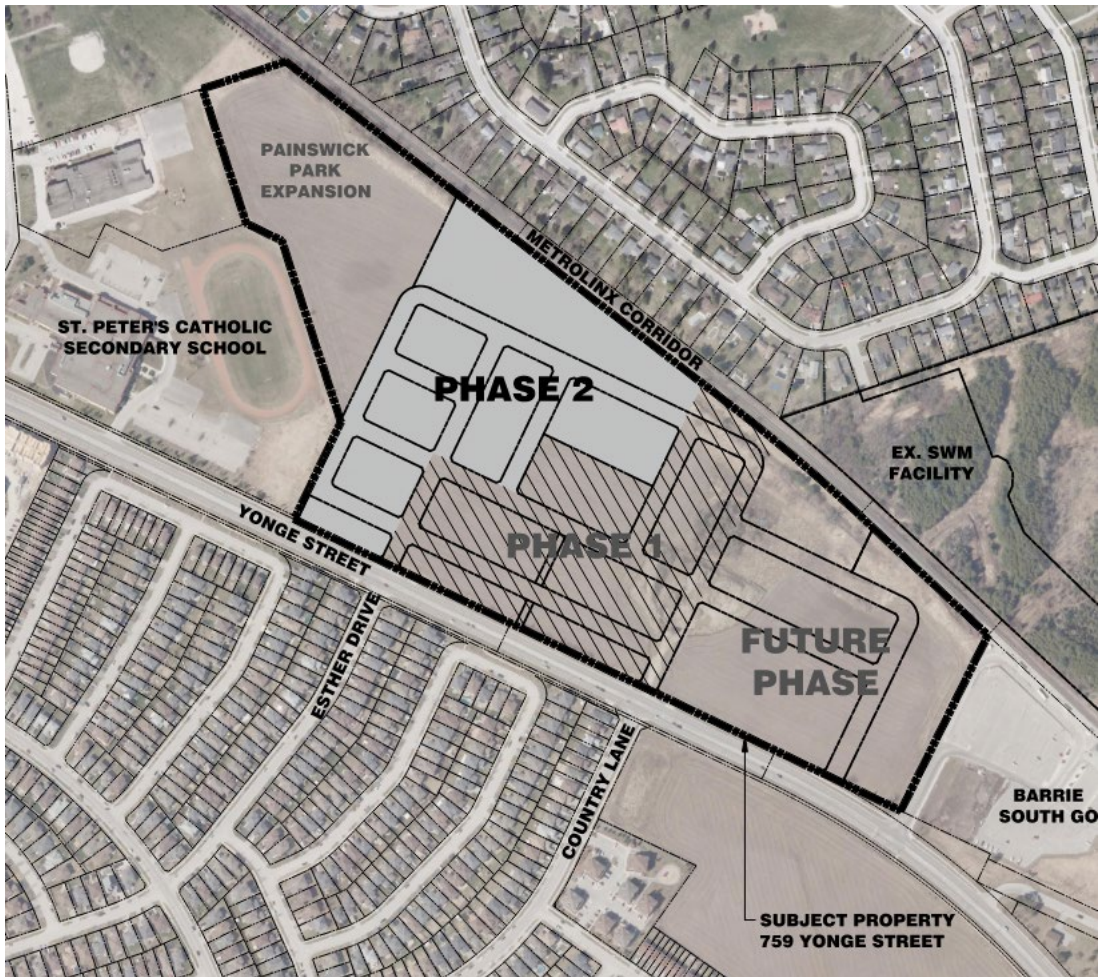 PAINSWICK
PARK
EXPANSION
METROLINX CORRIDOR
ST. PETER'S CATHOLIC
SECONDARY SCHOOL
PHASE 2
EX. SWM
FACILITY
YONGE STREET
PHASE 1
ESTHER DRIVE
FUTURE
PHASE
COUNTRY LANE
BARRIE
SOUTH GO
SUBJECT PROPERTY
759 YONGE STREET